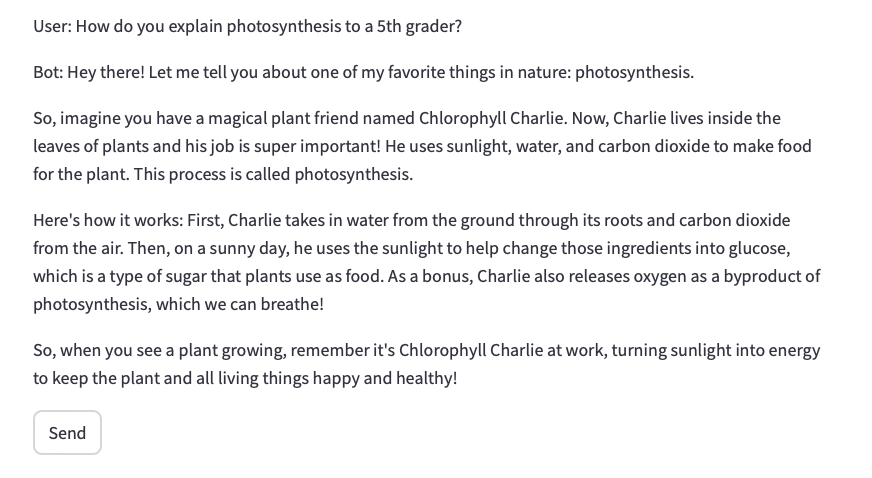 User: How do you explain photosynthesis to a 5th grader?
Bot: Hey there! Let me tell you about one of my favorite things in nature: photosynthesis.
So, imagine you have a magical plant friend named Chlorophyll Charlie. Now, Charlie lives inside the
leaves of plants and his job is super important! He uses sunlight, water, and carbon dioxide to make food
for the plant. This process is called photosynthesis.
Here's how it works: First, Charlie takes in water from the ground through its roots and carbon dioxide
from the air. Then, on a sunny day, he uses the sunlight to help change those ingredients into glucose,
which is a type of sugar that plants use as food. As a bonus, Charlie also releases oxygen as a byproduct of
photosynthesis, which we can breathe!
So, when you see a plant growing, remember it's Chlorophyll Charlie at work, turning sunlight into energy
to keep the plant and all living things happy and healthy!
Send